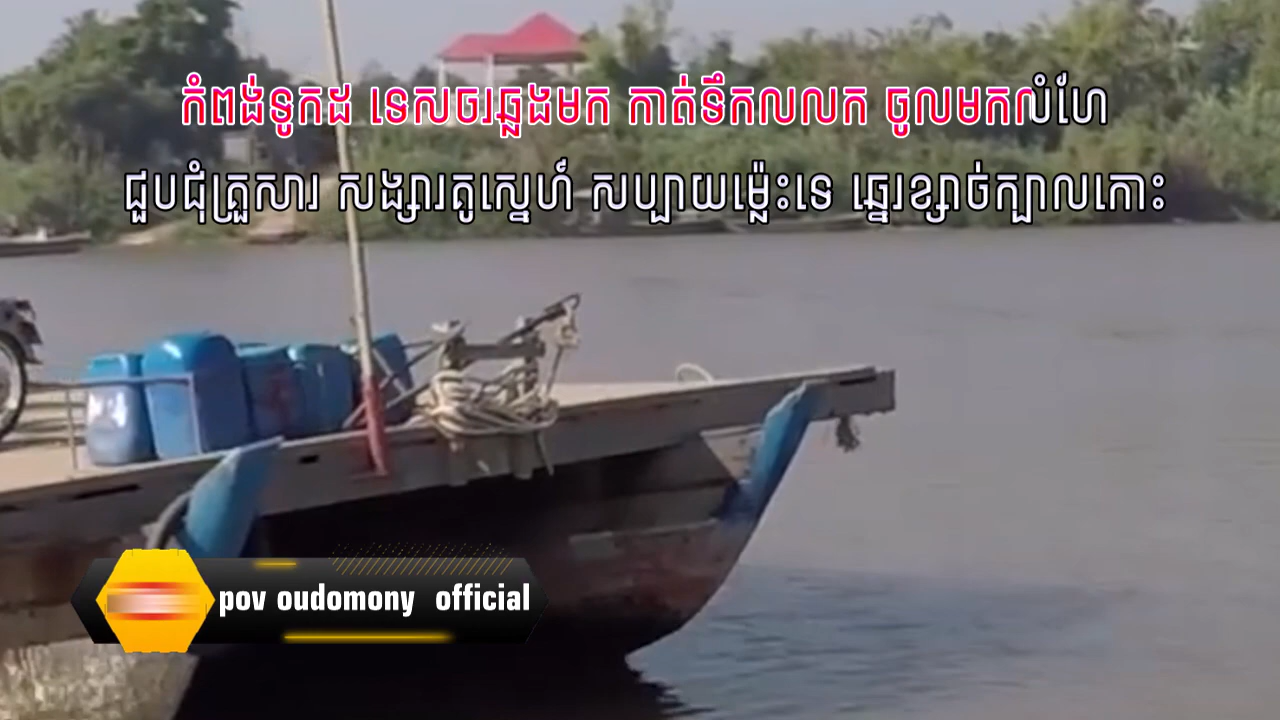 កំពង់ទូកដ ទេសចរឆ្លងមក កាត់ទឹកលលក ចូលមកលំហែ
ជួបជុំគ្រួសារ សង្សារគូស្នេហ៍ សប្បាយម៉្លេះទេ ឆ្នេរខ្សាច់ក្បាលកោះ
pov oudomony official